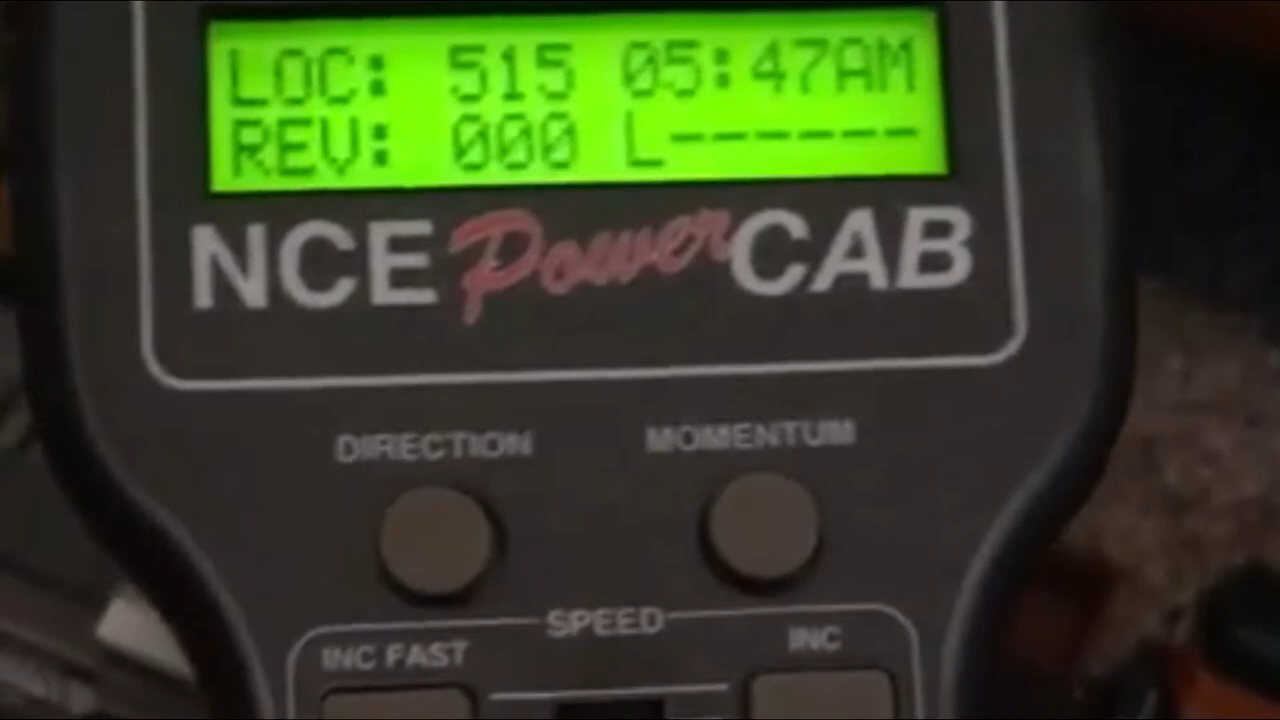 LOC: 515 05:47AM
REV: 000 L------
NCE Power CAB
DIRECTION MOMENTUM
SPEED
INC FAST INC